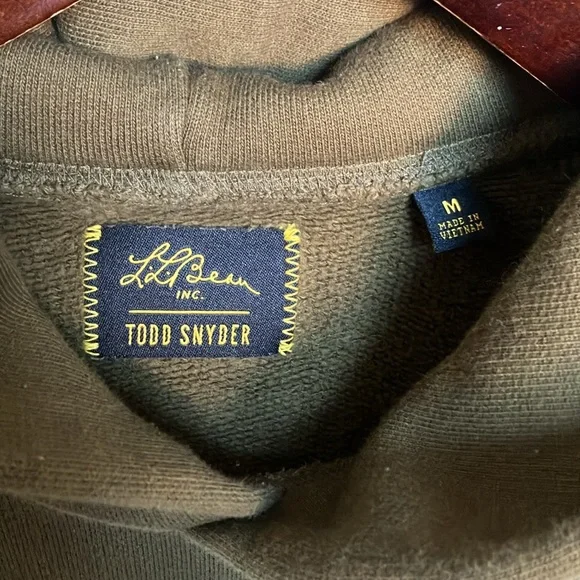 L.L.Bean
INC.
TODD SNYDER
M
MADE IN
VIETNAM